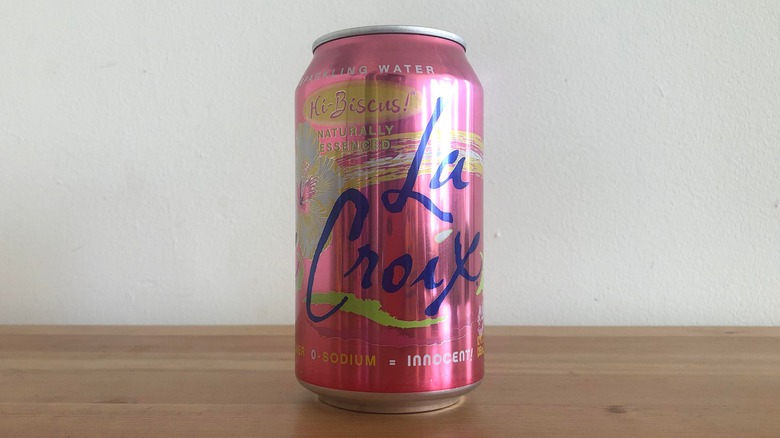 SPARKLING WATER
Hi-Biscus!
NATURALLY
ESSENCED
La
Croix
0-SODIUM = INNOCENT!